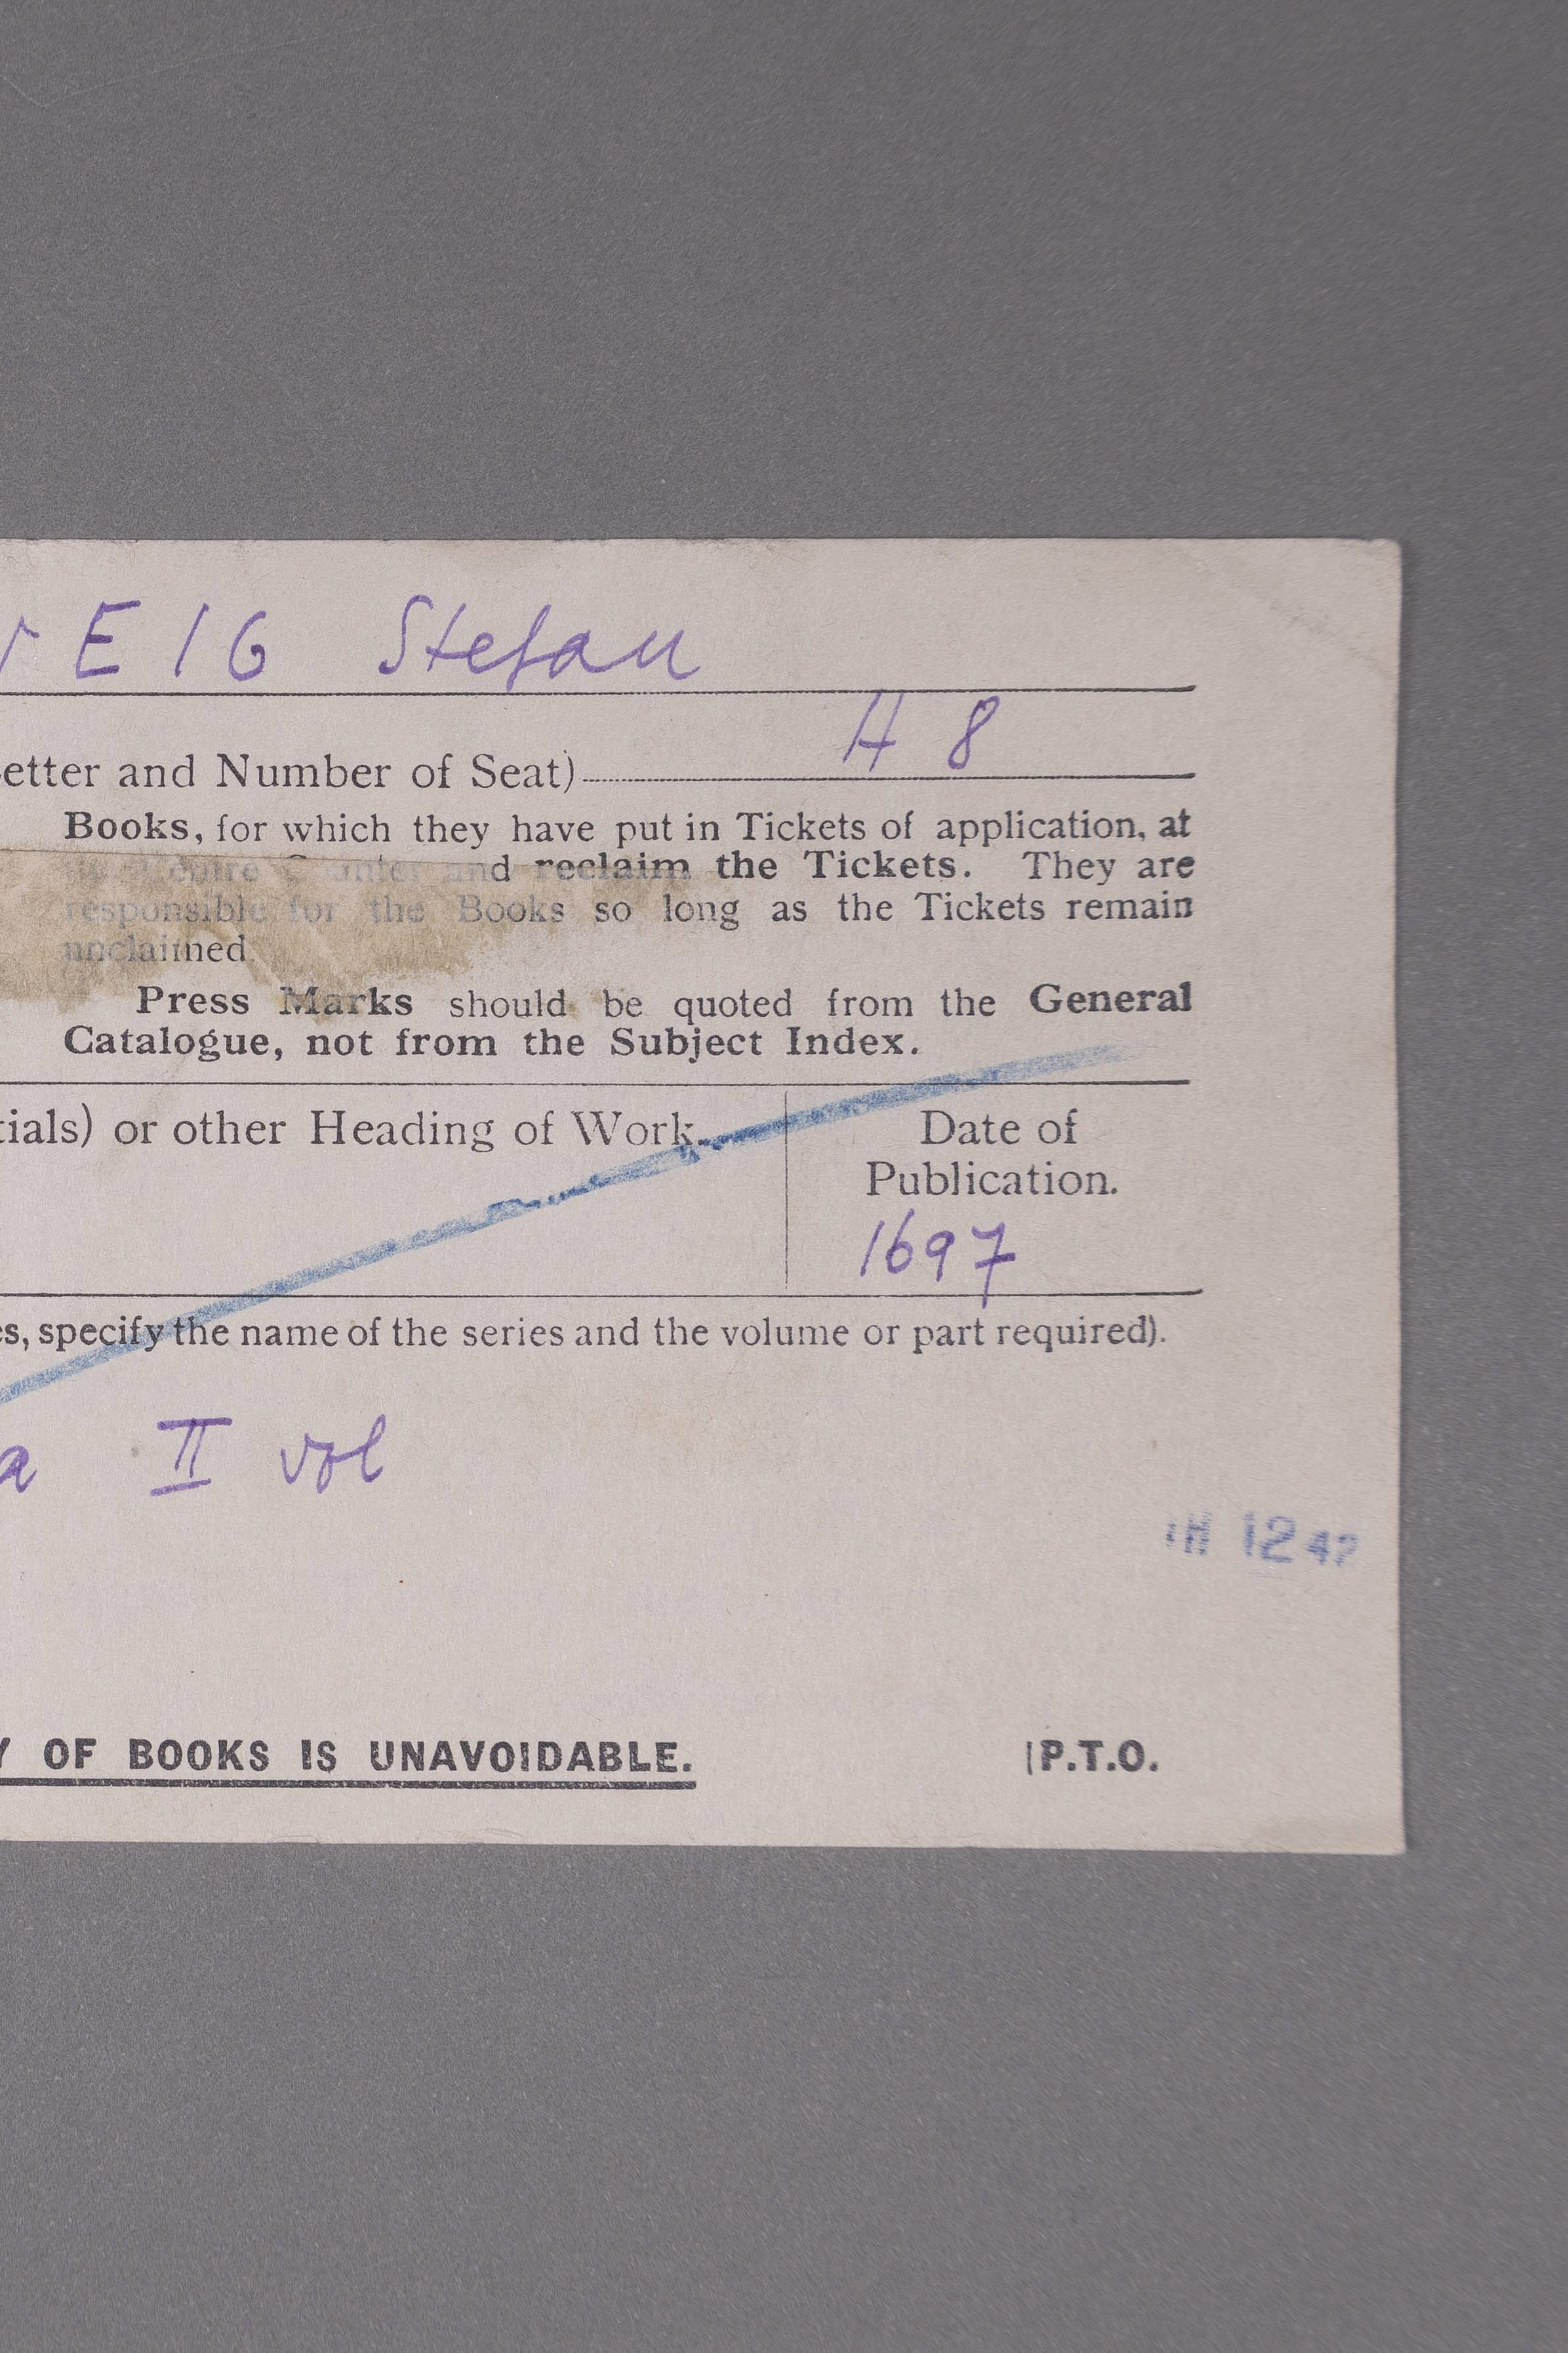 EIG Stefan
H 8
etter and Number of Seat)
Books, for which they have put in Tickets of application, at
and reclaim the Tickets. They are
responsible for the Books so long as the Tickets remain
unclaimed.
Press Marks should be quoted from the General
Catalogue, not from the Subject Index.
tials) or other Heading of Work.
Date of
Publication.
1697
es, specify the name of the series and the volume or part required).
a II vol
H 12 42
Y OF BOOKS IS UNAVOIDABLE.
P.T.O.